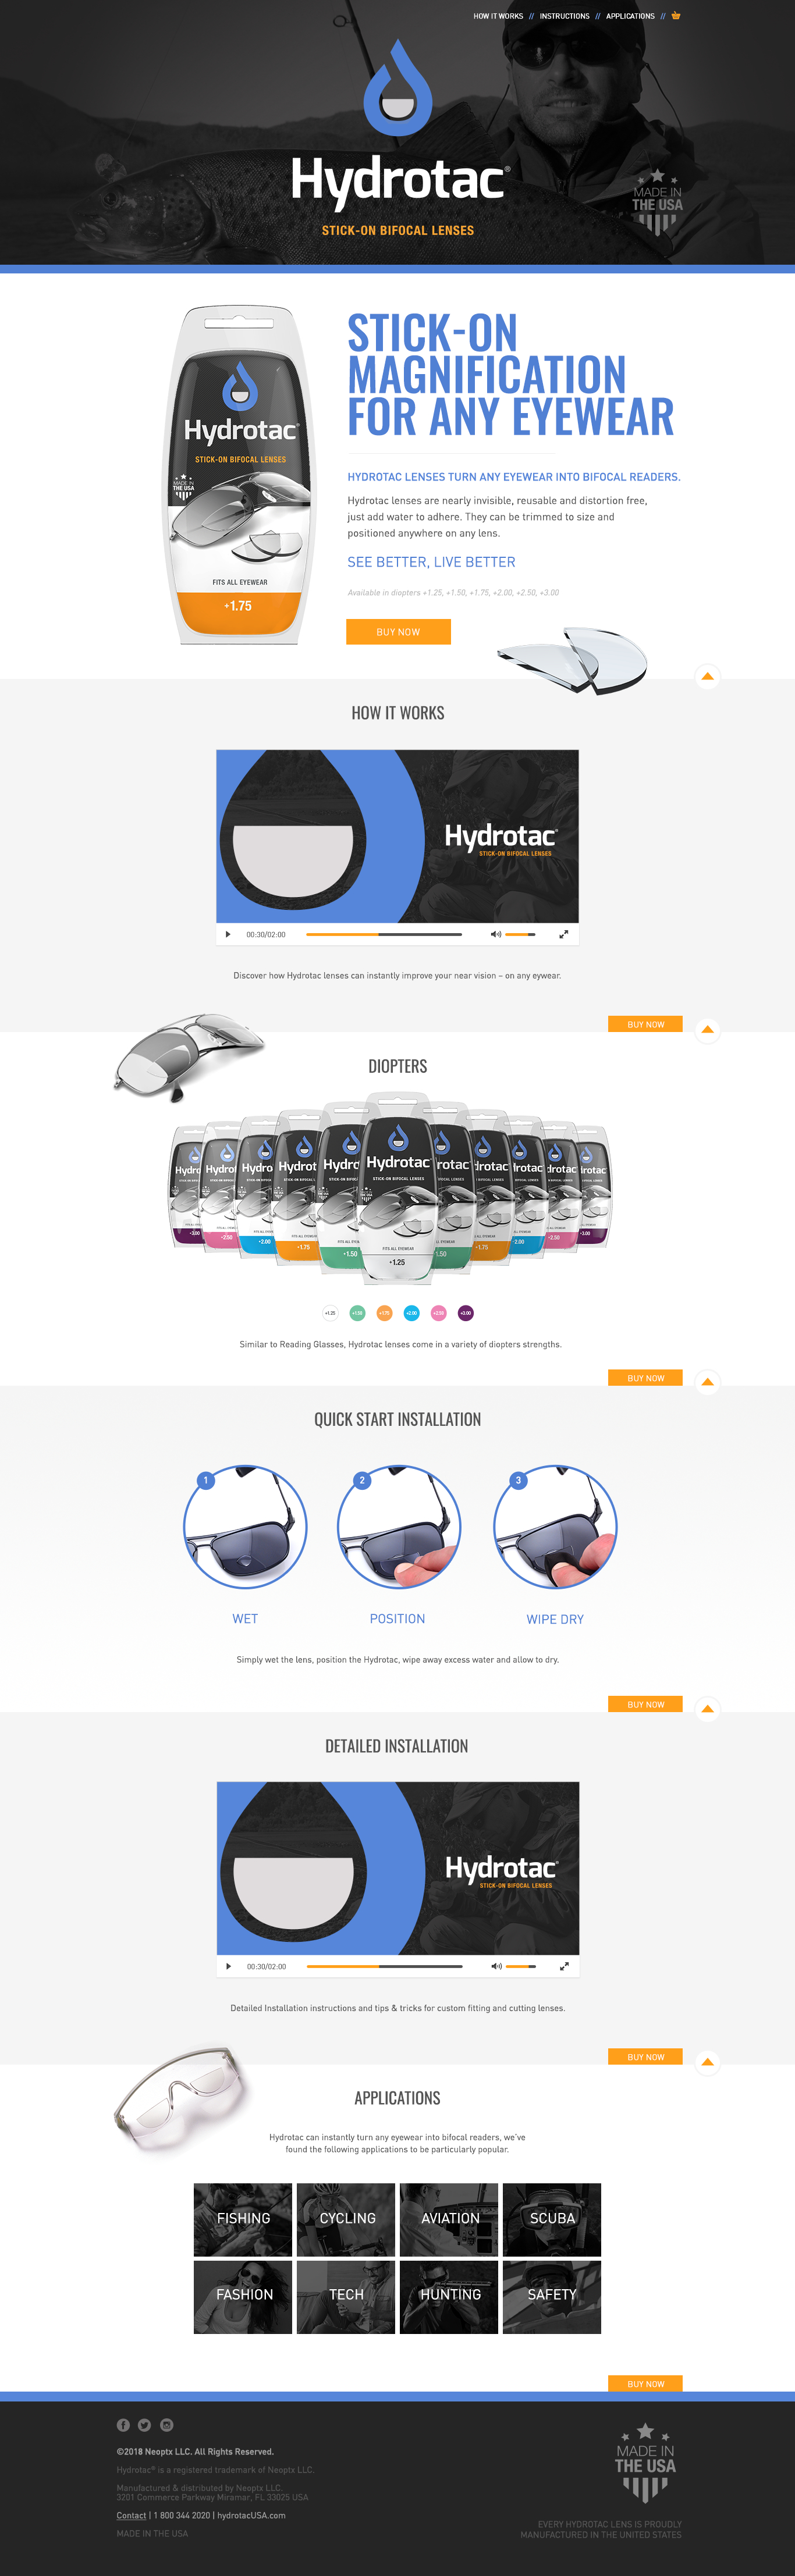 HOW IT WORKS // INSTRUCTIONS // APPLICATIONS //
Hydrotac®
STICK-ON BIFOCAL LENSES
MADE IN
THE USA
STICK-ON
MAGNIFICATION
FOR ANY EYEWEAR
Hydrotac
STICK-ON BIFOCAL LENSES
MADE IN
THE USA
FITS ALL EYEWEAR
+1.75
HYDROTAC LENSES TURN ANY EYEWEAR INTO BIFOCAL READERS.
Hydrotac lenses are nearly invisible, reusable and distortion free,
just add water to adhere. They can be trimmed to size and
positioned anywhere on any lens.
SEE BETTER, LIVE BETTER
Available in diopters +1.25, +1.50, +1.75, +2.00, +2.50, +3.00
BUY NOW
HOW IT WORKS
Hydrotac
STICK-ON BIFOCAL LENSES
00:30/02:00
Discover how Hydrotac lenses can instantly improve your near vision – on any eywear.
BUY NOW
DIOPTERS
Hydrotac
STICK-ON BIFOCAL LENSES
FITS ALL EYEWEAR
+3.00 +2.50 +2.00 +1.75 +1.50 +1.25 1.50 +1.75 2.00 +2.50 +3.00
+1.25 +1.50 +1.75 +2.00 +2.50 +3.00
Similar to Reading Glasses, Hydrotac lenses come in a variety of diopters strengths.
BUY NOW
QUICK START INSTALLATION
1 2 3
WET POSITION WIPE DRY
Simply wet the lens, position the Hydrotac, wipe away excess water and allow to dry.
BUY NOW
DETAILED INSTALLATION
Hydrotac
STICK-ON BIFOCAL LENSES
00:30/02:00
Detailed Installation instructions and tips & tricks for custom fitting and cutting lenses.
BUY NOW
APPLICATIONS
Hydrotac can instantly turn any eyewear into bifocal readers, we've
found the following applications to be particularly popular.
FISHING CYCLING AVIATION SCUBA
FASHION TECH HUNTING SAFETY
BUY NOW
©2018 Neoptx LLC. All Rights Reserved.
Hydrotac® is a registered trademark of Neoptx LLC.
Manufactured & distributed by Neoptx LLC.
3201 Commerce Parkway Miramar, FL 33025 USA
Contact | 1 800 344 2020 | hydrotacUSA.com
MADE IN THE USA
MADE IN
THE USA
EVERY HYDROTAC LENS IS PROUDLY
MANUFACTURED IN THE UNITED STATES